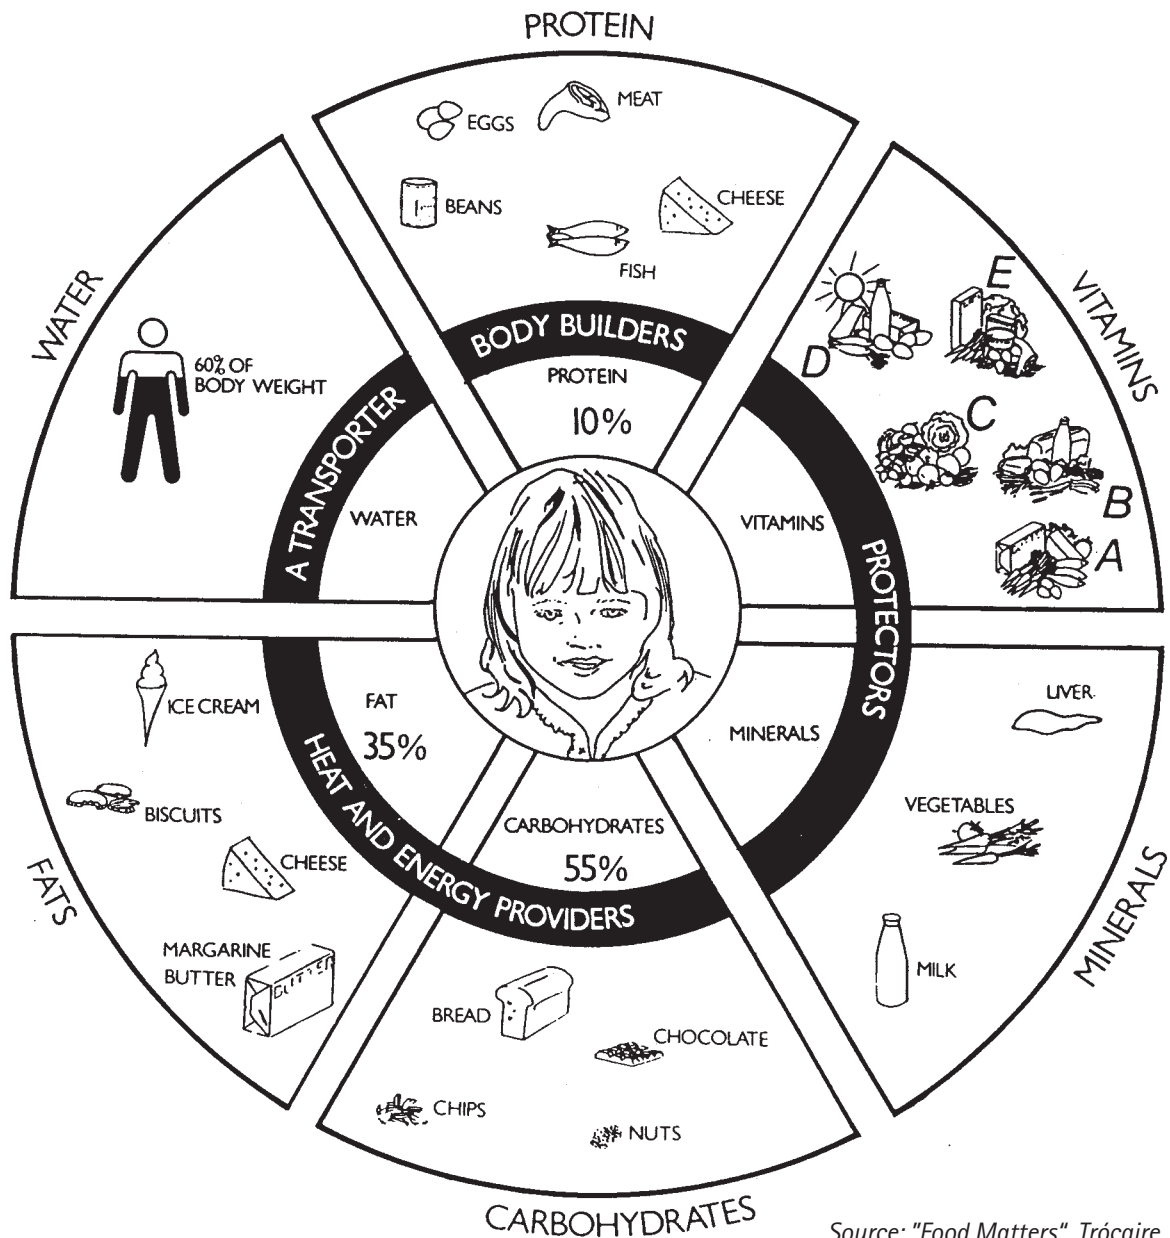 PROTEIN
EGGS
MEAT
BEANS
CHEESE
FISH
BODY BUILDERS
PROTEIN
10%
VITAMINS
D
E
C
B
A
PROTECTORS
VITAMINS
MINERALS
LIVER
VEGETABLES
MILK
MINERALS
CARBOHYDRATES
55%
HEAT AND ENERGY PROVIDERS
BREAD
CHOCOLATE
CHIPS
NUTS
CARBOHYDRATES
FAT
35%
ICE CREAM
BISCUITS
CHEESE
MARGARINE
BUTTER
BUTTER
FATS
WATER
60% OF
BODY WEIGHT
A TRANSPORTER
WATER
Source: "Food Matters", Trócaire